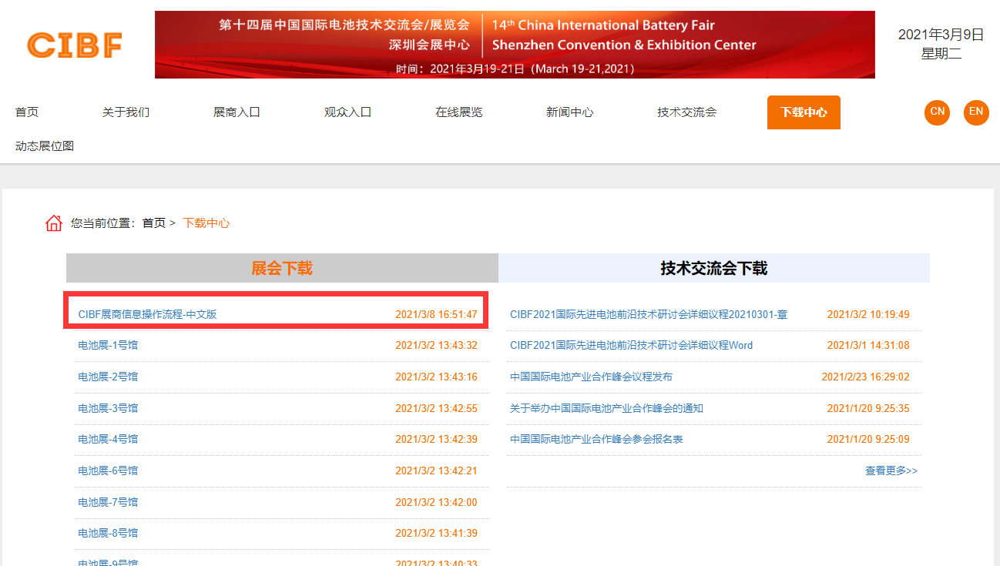 CIBF
第十四届中国国际电池技术交流会/展览会
深圳会展中心
14th China International Battery Fair
Shenzhen Convention & Exhibition Center
时间：2021年3月19-21日（March 19-21,2021）
2021年3月9日
星期二
首页 关于我们 展商入口 观众入口 在线展览 新闻中心 技术交流会 下载中心 CN EN
动态展位图
您当前位置：首页 > 下载中心
展会下载 技术交流会下载
CIBF展商信息操作流程-中文版 2021/3/8 16:51:47
电池展-1号馆 2021/3/2 13:43:32
电池展-2号馆 2021/3/2 13:43:16
电池展-3号馆 2021/3/2 13:42:55
电池展-4号馆 2021/3/2 13:42:39
电池展-6号馆 2021/3/2 13:42:21
电池展-7号馆 2021/3/2 13:42:00
电池展-8号馆 2021/3/2 13:41:39
电池展-9号馆 2021/3/2 13:40:33
CIBF2021国际先进电池前沿技术研讨会详细议程20210301-章 2021/3/2 10:19:49
CIBF2021国际先进电池前沿技术研讨会详细议程Word 2021/3/1 14:31:08
中国国际电池产业合作峰会议程发布 2021/2/23 16:29:02
关于举办中国国际电池产业合作峰会的通知 2021/1/20 9:25:35
中国国际电池产业合作峰会参会报名表 2021/1/20 9:25:09
查看更多>>